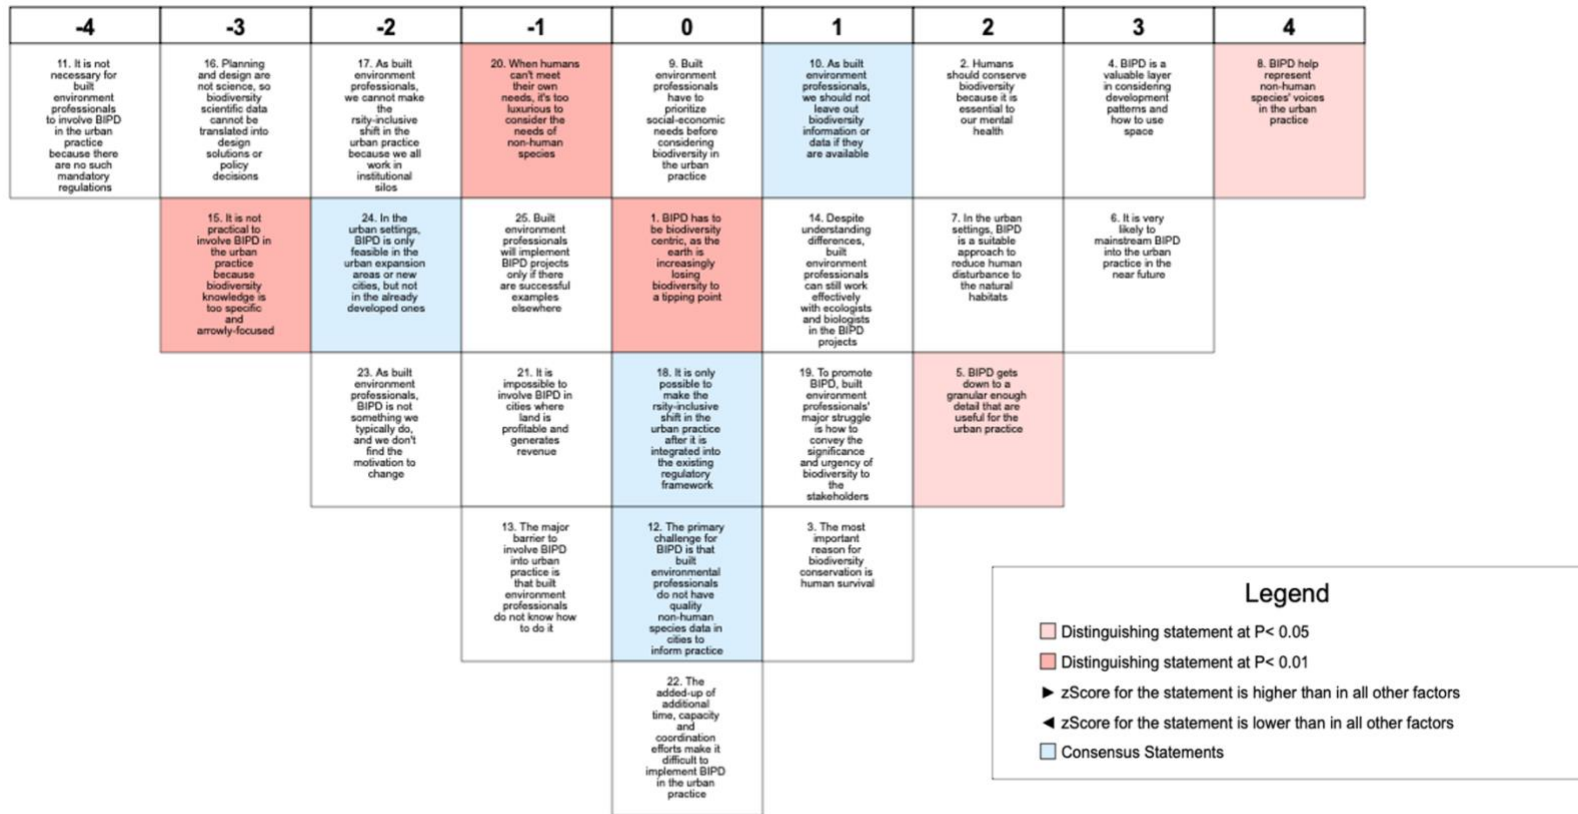 -4
-3
-2
-1
0
1
2
3
4
11. It is not
necessary for
built
environment
professionals
to involve BIPD
in the urban
practice
because there
are no such
mandatory
regulations
16. Planning
and design are
not science, so
biodiversity
scientific data
cannot be
translated into
design
solutions or
policy
decisions
17. As built
environment
professionals,
we cannot make
the
rsity-inclusive
shift in the
urban practice
because we all
work in
institutional
silos
20. When humans
can't meet
their own
needs, it's too
luxurious to
consider the
needs of
non-human
species
9. Built
environment
professionals
have to
prioritize
social-economic
needs before
considering
biodiversity in
the urban
practice
10. As built
environment
professionals,
we should not
leave out
biodiversity
information or
data if they
are available
2. Humans
should conserve
biodiversity
because it is
essential to
our mental
health
4. BIPD is a
valuable layer
in considering
development
patterns and
how to use
space
8. BIPD help
represent
non-human
species' voices
in the urban
practice
15. It is not
practical to
involve BIPD in
the urban
practice
because
biodiversity
knowledge is
too specific
and
arrowly-focused
24. In the
urban settings,
BIPD is only
feasible in the
urban expansion
areas or new
cities, but not
in the already
developed ones
25. Built
environment
professionals
will implement
BIPD projects
only if there
are successful
examples
elsewhere
1. BIPD has to
be biodiversity
centric, as the
earth is
increasingly
losing
biodiversity to
a tipping point
14. Despite
understanding
differences,
built
environment
professionals
can still work
effectively
with ecologists
and biologists
in the BIPD
projects
7. In the urban
settings, BIPD
is a suitable
approach to
reduce human
disturbance to
the natural
habitats
6. It is very
likely to
mainstream BIPD
into the urban
practice in the
near future
23. As built
environment
professionals,
BIPD is not
something we
typically do,
and we don't
find the
motivation to
change
21. It is
impossible to
involve BIPD in
cities where
land is
profitable and
generates
revenue
18. It is only
possible to
make the
rsity-inclusive
shift in the
urban practice
after it is
integrated into
the existing
regulatory
framework
19. To promote
BIPD, built
environment
professionals'
major struggle
is how to
convey the
significance
and urgency of
biodiversity to
the
stakeholders
5. BIPD gets
down to a
granular enough
detail that are
useful for the
urban practice
13. The major
barrier to
involve BIPD
into urban
practice is
that built
environment
professionals
do not know how
to do it
12. The primary
challenge for
BIPD is that
built
environmental
professionals
do not have
quality
non-human
species data in
cities to
inform practice
3. The most
important
reason for
biodiversity
conservation is
human survival
22. The
added-up of
additional
time, capacity
and
coordination
efforts make it
difficult to
implement BIPD
in the urban
practice
Legend
Distinguishing statement at P< 0.05
Distinguishing statement at P< 0.01
► zScore for the statement is higher than in all other factors
◄ zScore for the statement is lower than in all other factors
Consensus Statements